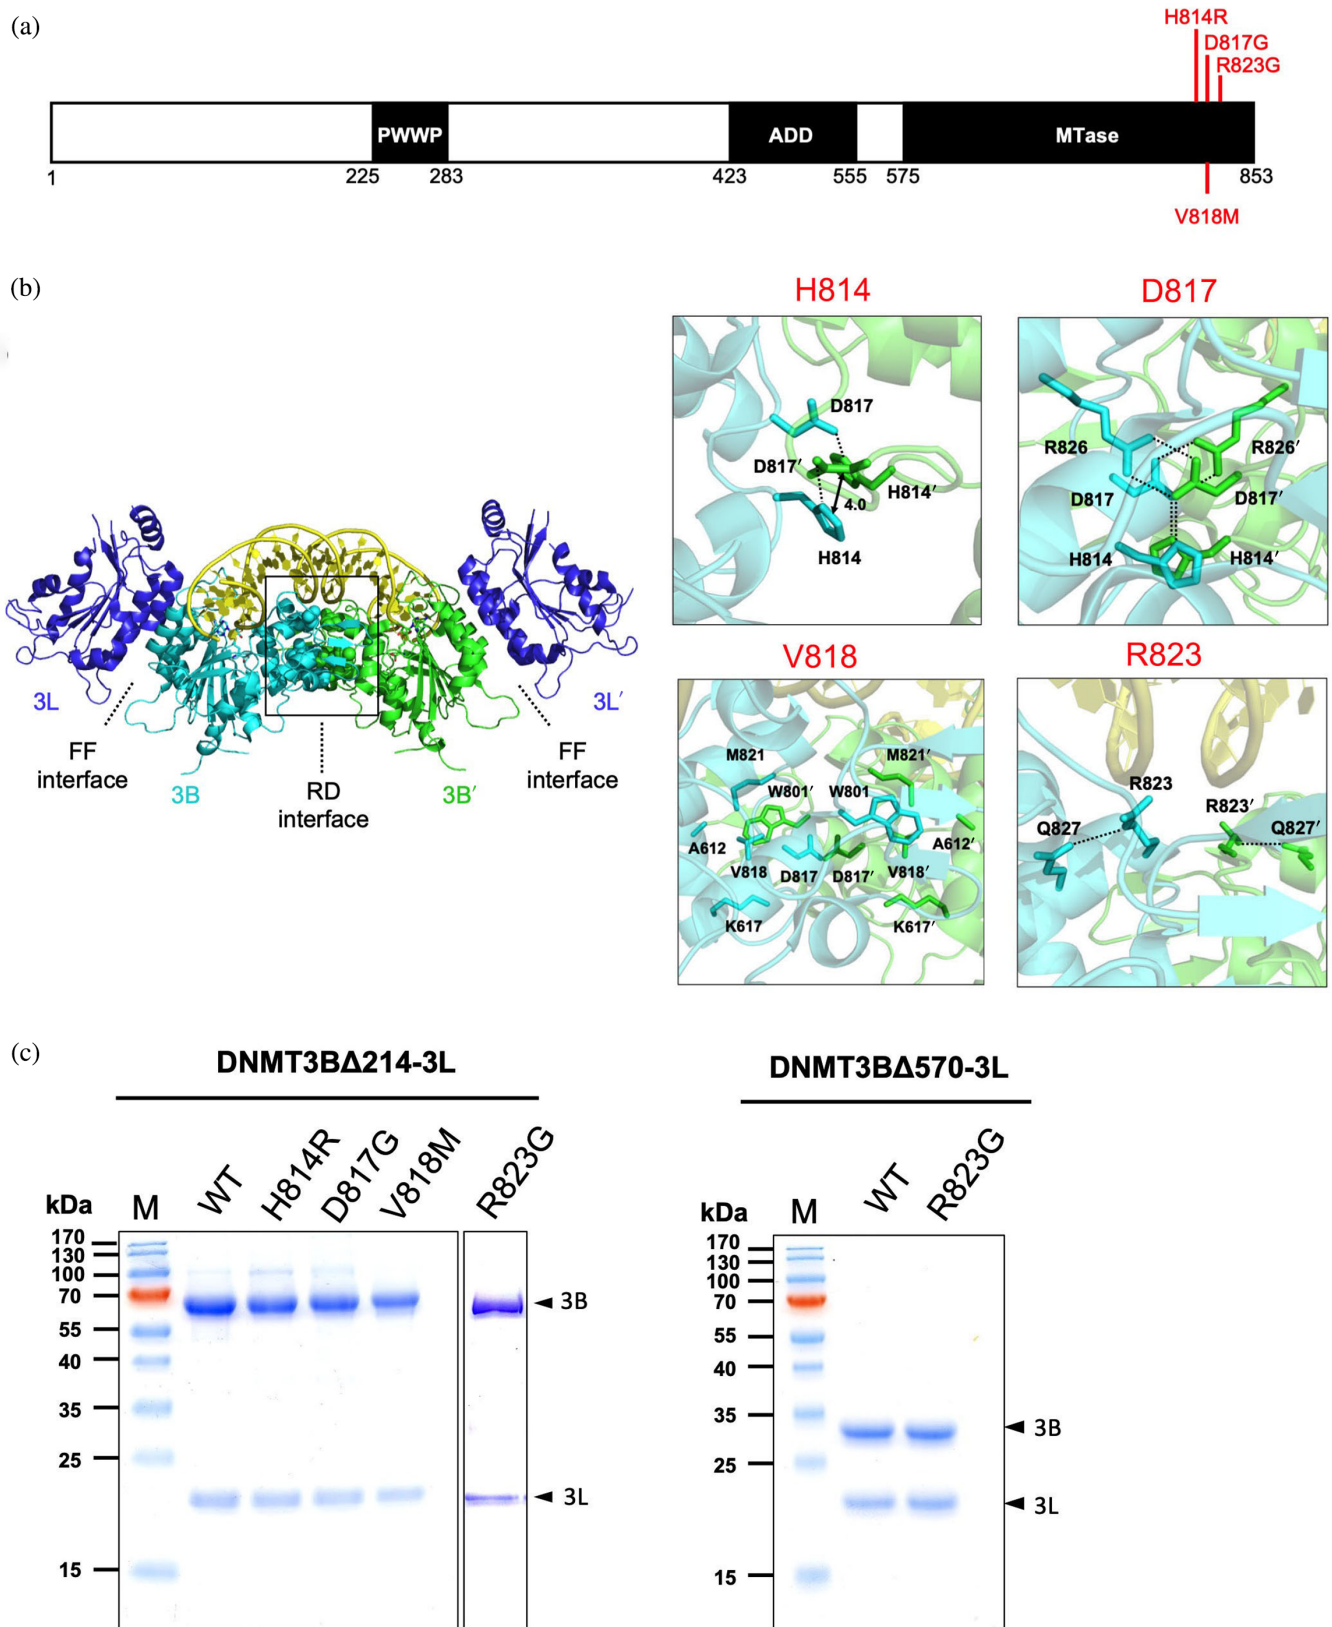 (a)
H814R
D817G
R823G
PWWP
ADD
MTase
1
225
283
423
555
575
853
V818M
(b)
H814
D817
D817
D817′
H814′
4.0
H814
R826
R826′
D817
D817′
H814
H814′
3L
FF
interface
3B
RD
interface
3B′
FF
interface
3L′
V818
R823
M821
M821′
W801′
W801
A612
A612′
V818
D817
D817′
V818′
K617
K617′
R823
R823′
Q827
Q827′
(c)
DNMT3BΔ214-3L
kDa
M
WT
H814R
D817G
V818M
R823G
170
130
100
70
55
40
35
25
15
3B
3L
DNMT3BΔ570-3L
kDa
M
WT
R823G
170
130
100
70
55
40
35
25
15
3B
3L